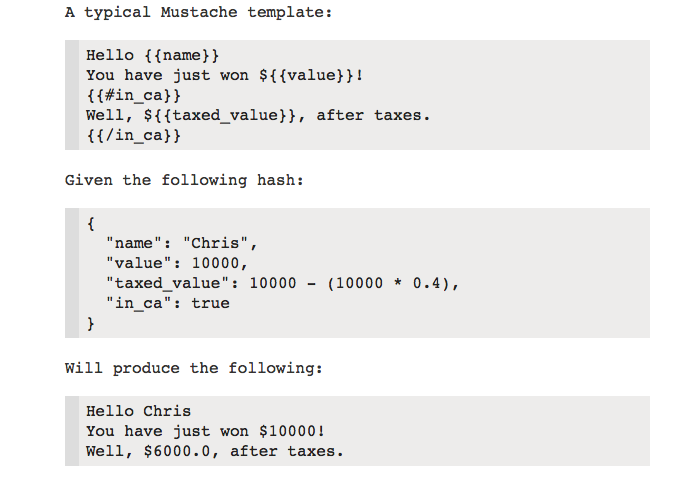 A typical Mustache template:
Hello {{name}}
You have just won ${{value}}!
{{#in_ca}}
Well, ${{taxed_value}}, after taxes.
{{/in_ca}}
Given the following hash:
{
  "name": "Chris",
  "value": 10000,
  "taxed_value": 10000 - (10000 * 0.4),
  "in_ca": true
}
Will produce the following:
Hello Chris
You have just won $10000!
Well, $6000.0, after taxes.